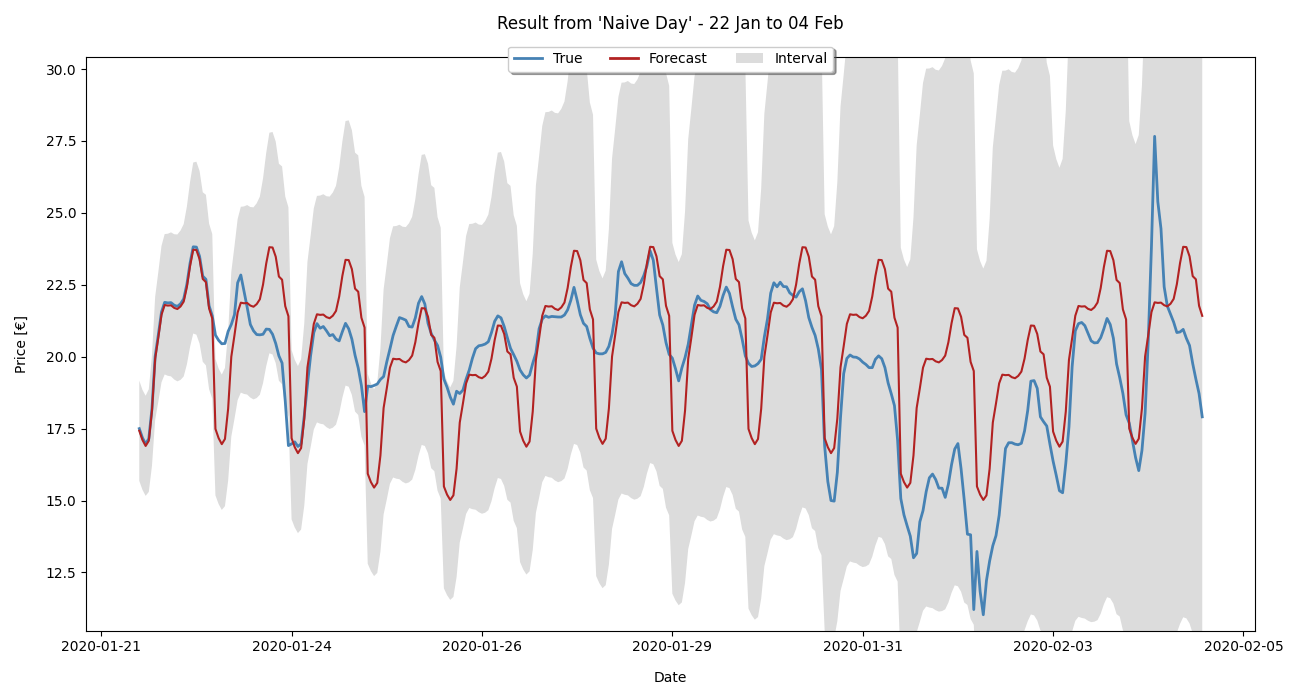 Result from 'Naive Day' - 22 Jan to 04 Feb
True Forecast Interval
30.0
27.5
25.0
22.5
20.0
17.5
15.0
12.5
Price [€]
2020-01-21 2020-01-24 2020-01-26 2020-01-29 2020-01-31 2020-02-03 2020-02-05
Date